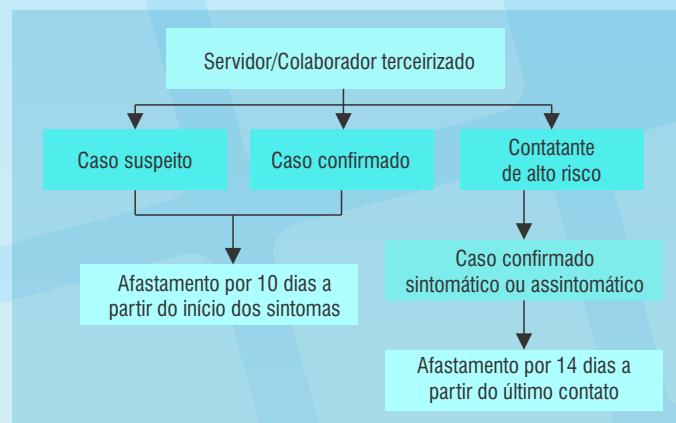 Servidor/Colaborador terceirizado
Caso suspeito
Caso confirmado
Contatante
de alto risco
Afastamento por 10 dias a
partir do início dos sintomas
Caso confirmado
sintomático ou assintomático
Afastamento por 14 dias a
partir do último contato